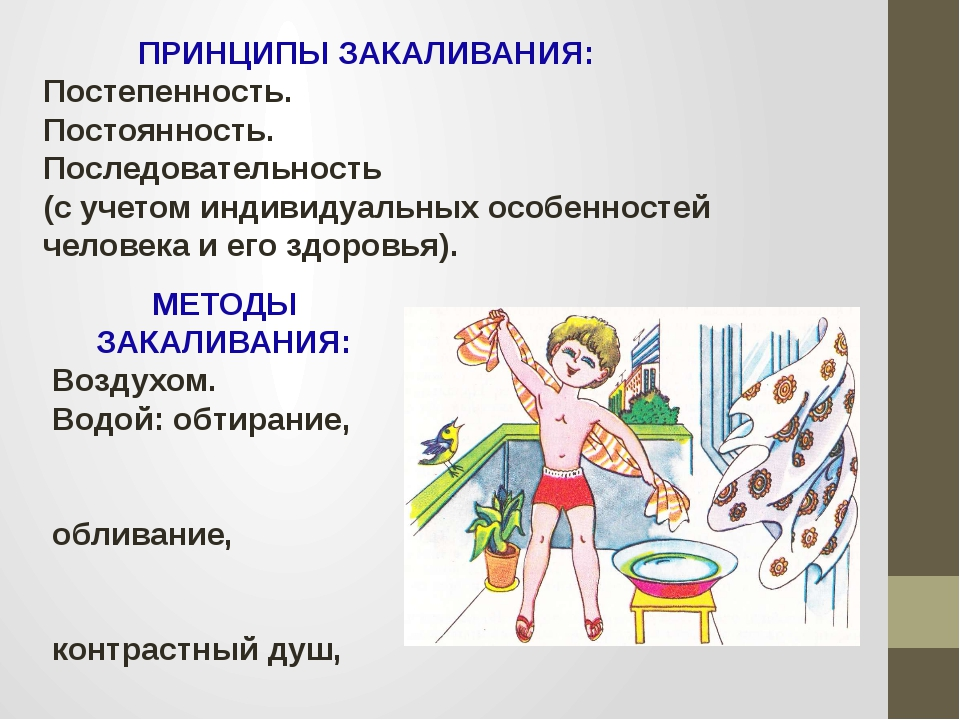 ПРИНЦИПЫ ЗАКАЛИВАНИЯ:
Постепенность.
Постоянность.
Последовательность
(с учетом индивидуальных особенностей
человека и его здоровья).
МЕТОДЫ
ЗАКАЛИВАНИЯ:
Воздухом.
Водой: обтирание,
обливание,
контрастный душ,